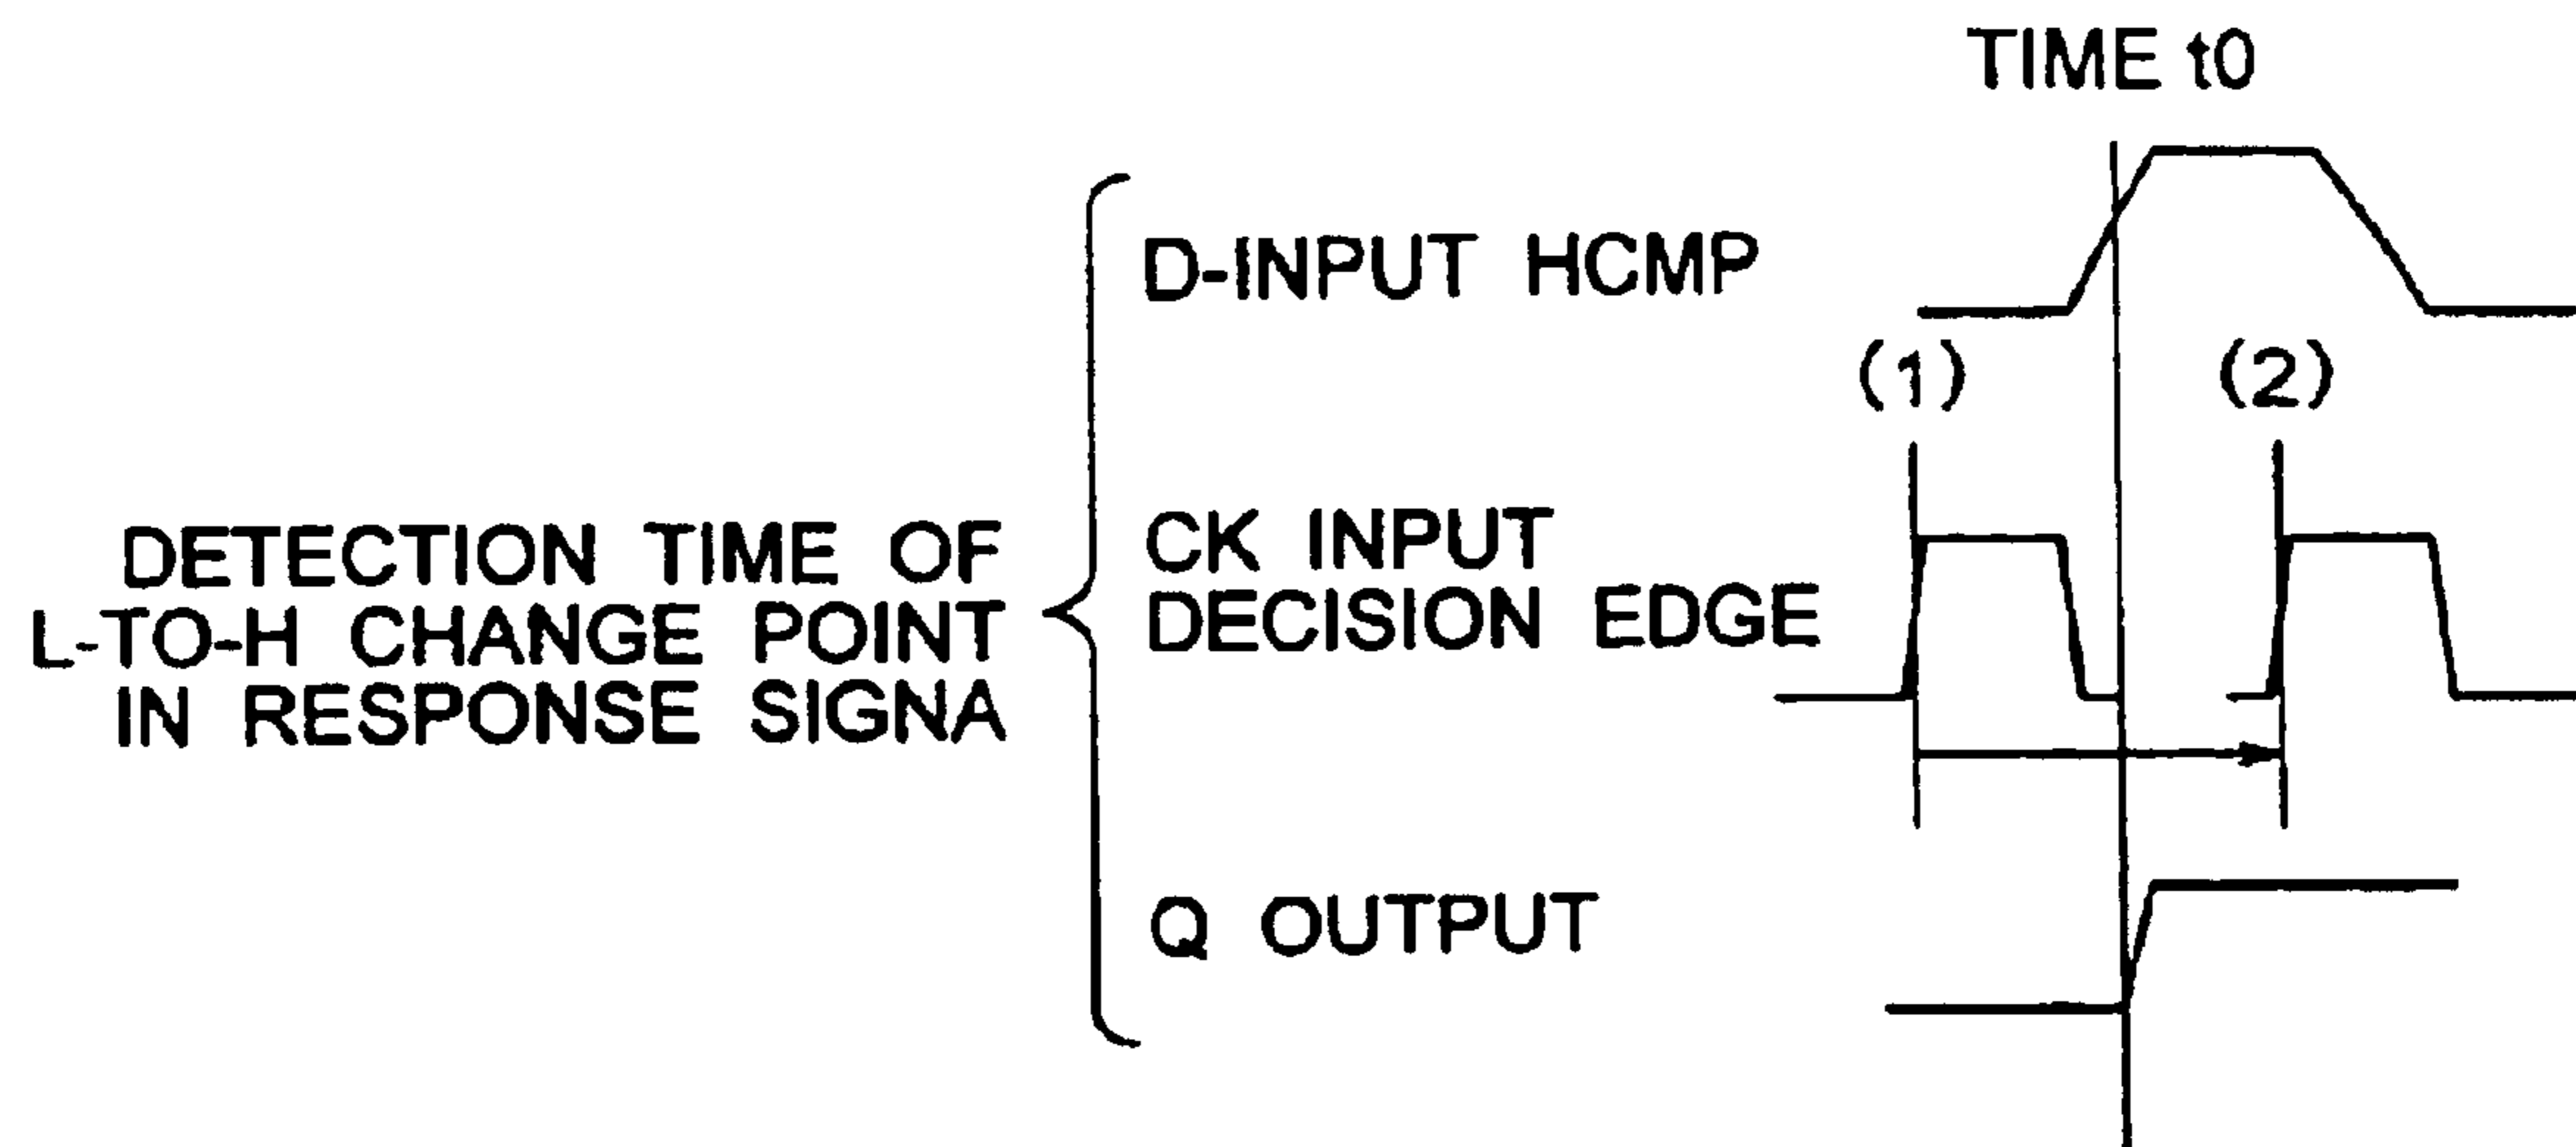 TIME t0
D-INPUT HCMP
(1) (2)
CK INPUT
DECISION EDGE
DETECTION TIME OF
L-TO-H CHANGE POINT
IN RESPONSE SIGNA
Q OUTPUT